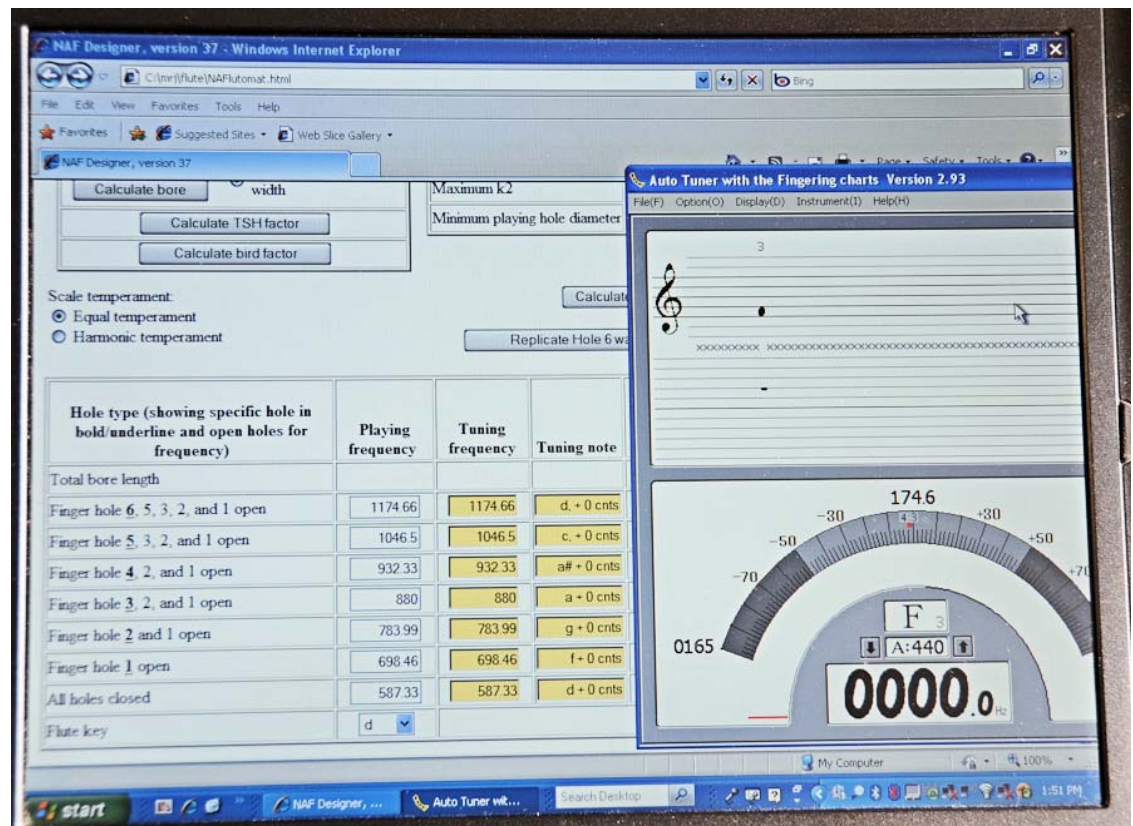 NAF Designer, version 37 - Windows Internet Explorer
C:\mrj\flute\NAFlutomat.html
Bing
File Edit View Favorites Tools Help
Favorites Suggested Sites Web Slice Gallery
NAF Designer, version 37
Page Safety Tools
Calculate bore width
Maximum k2
Calculate TSH factor
Minimum playing hole diameter
Calculate bird factor
Scale temperament:
Equal temperament
Harmonic temperament
Replicate Hole 6
Hole type (showing specific hole in bold/underline and open holes for frequency) Playing frequency Tuning frequency Tuning note
Total bore length
Finger hole 6, 5, 3, 2, and 1 open 1174.66 1174.66 d, + 0 cnts
Finger hole 5, 3, 2, and 1 open 1046.5 1046.5 c, + 0 cnts
Finger hole 4, 2, and 1 open 932.33 932.33 a# + 0 cnts
Finger hole 3, 2, and 1 open 880 880 a + 0 cnts
Finger hole 2 and 1 open 783.99 783.99 g + 0 cnts
Finger hole 1 open 698.46 698.46 f + 0 cnts
All holes closed 587.33 587.33 d + 0 cnts
Flute key d
Auto Tuner with the Fingering charts Version 2.93
File(F) Option(O) Display(D) Instrument(I) Help(H)
3
174.6
-30 +30
-50 +50
-70
F 3
0165
A:440
0000.0 Hz
My Computer 100%
start NAF Designer, ... Auto Tuner wit... Search Desktop 1:51 PM